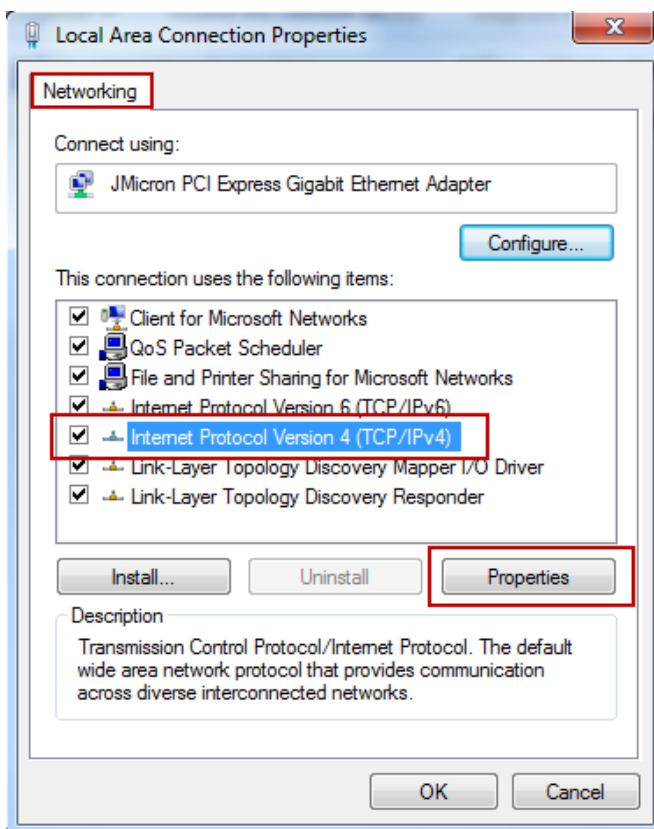 Local Area Connection Properties
X
Networking
Connect using:
JMicron PCI Express Gigabit Ethernet Adapter
Configure...
This connection uses the following items:
Client for Microsoft Networks
QoS Packet Scheduler
File and Printer Sharing for Microsoft Networks
Internet Protocol Version 6 (TCP/IPv6)
Internet Protocol Version 4 (TCP/IPv4)
Link-Layer Topology Discovery Mapper I/O Driver
Link-Layer Topology Discovery Responder
Install... Uninstall Properties
Description
Transmission Control Protocol/Internet Protocol. The default
wide area network protocol that provides communication
across diverse interconnected networks.
OK Cancel